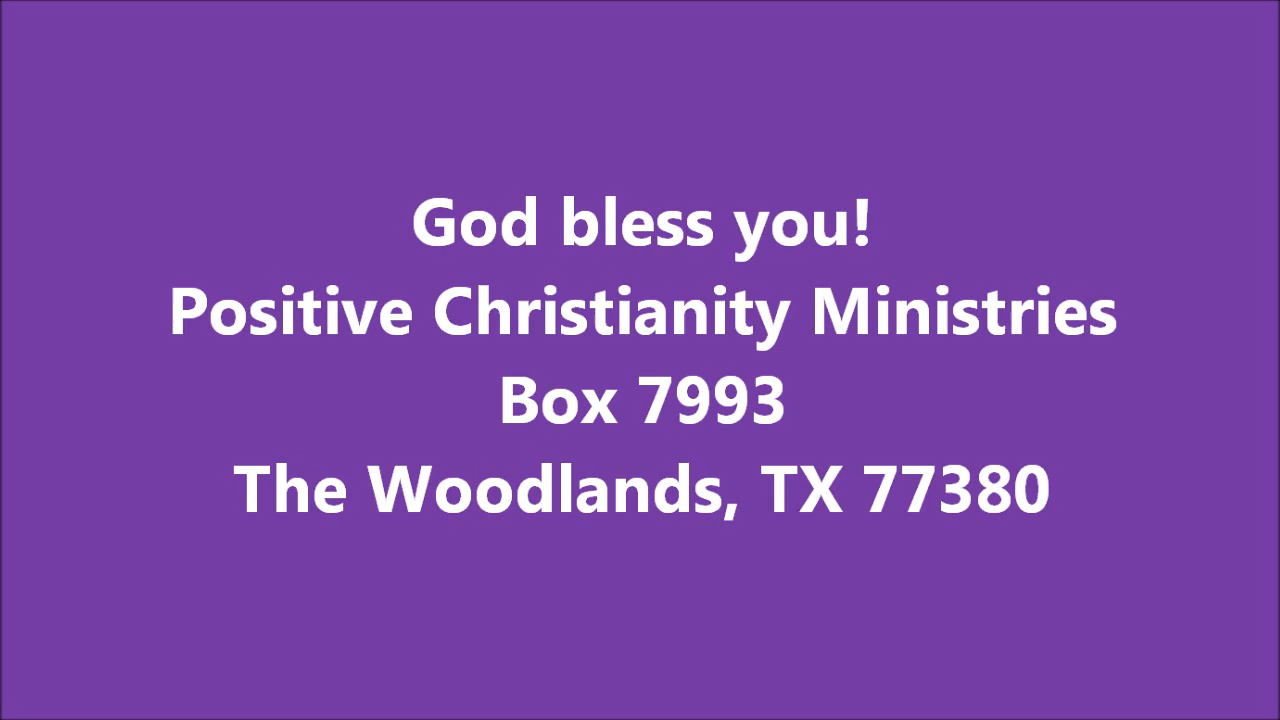 God bless you!
Positive Christianity Ministries
Box 7993
The Woodlands, TX 77380